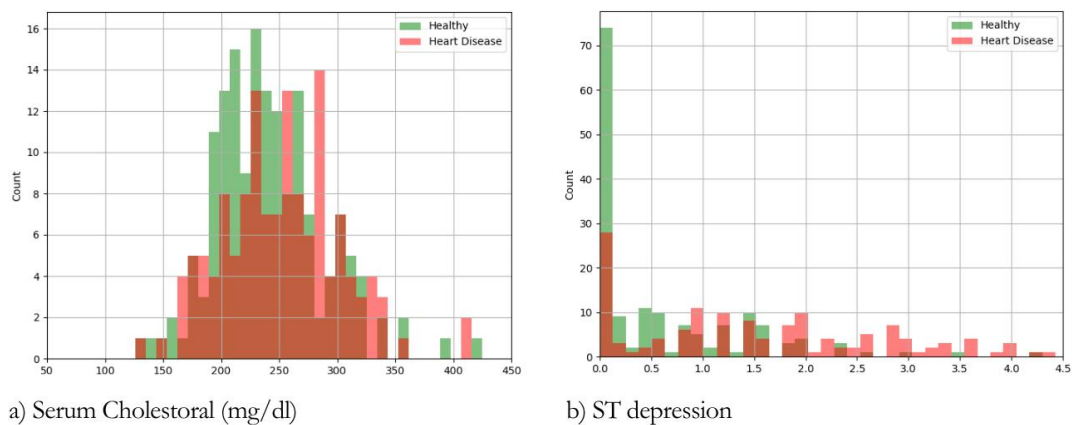 Healthy
Heart Disease
Count
16
14
12
10
8
6
4
2
0
50 100 150 200 250 300 350 400 450
a) Serum Cholestoral (mg/dl)
Healthy
Heart Disease
Count
70
60
50
40
30
20
10
0
0.0 0.5 1.0 1.5 2.0 2.5 3.0 3.5 4.0 4.5
b) ST depression